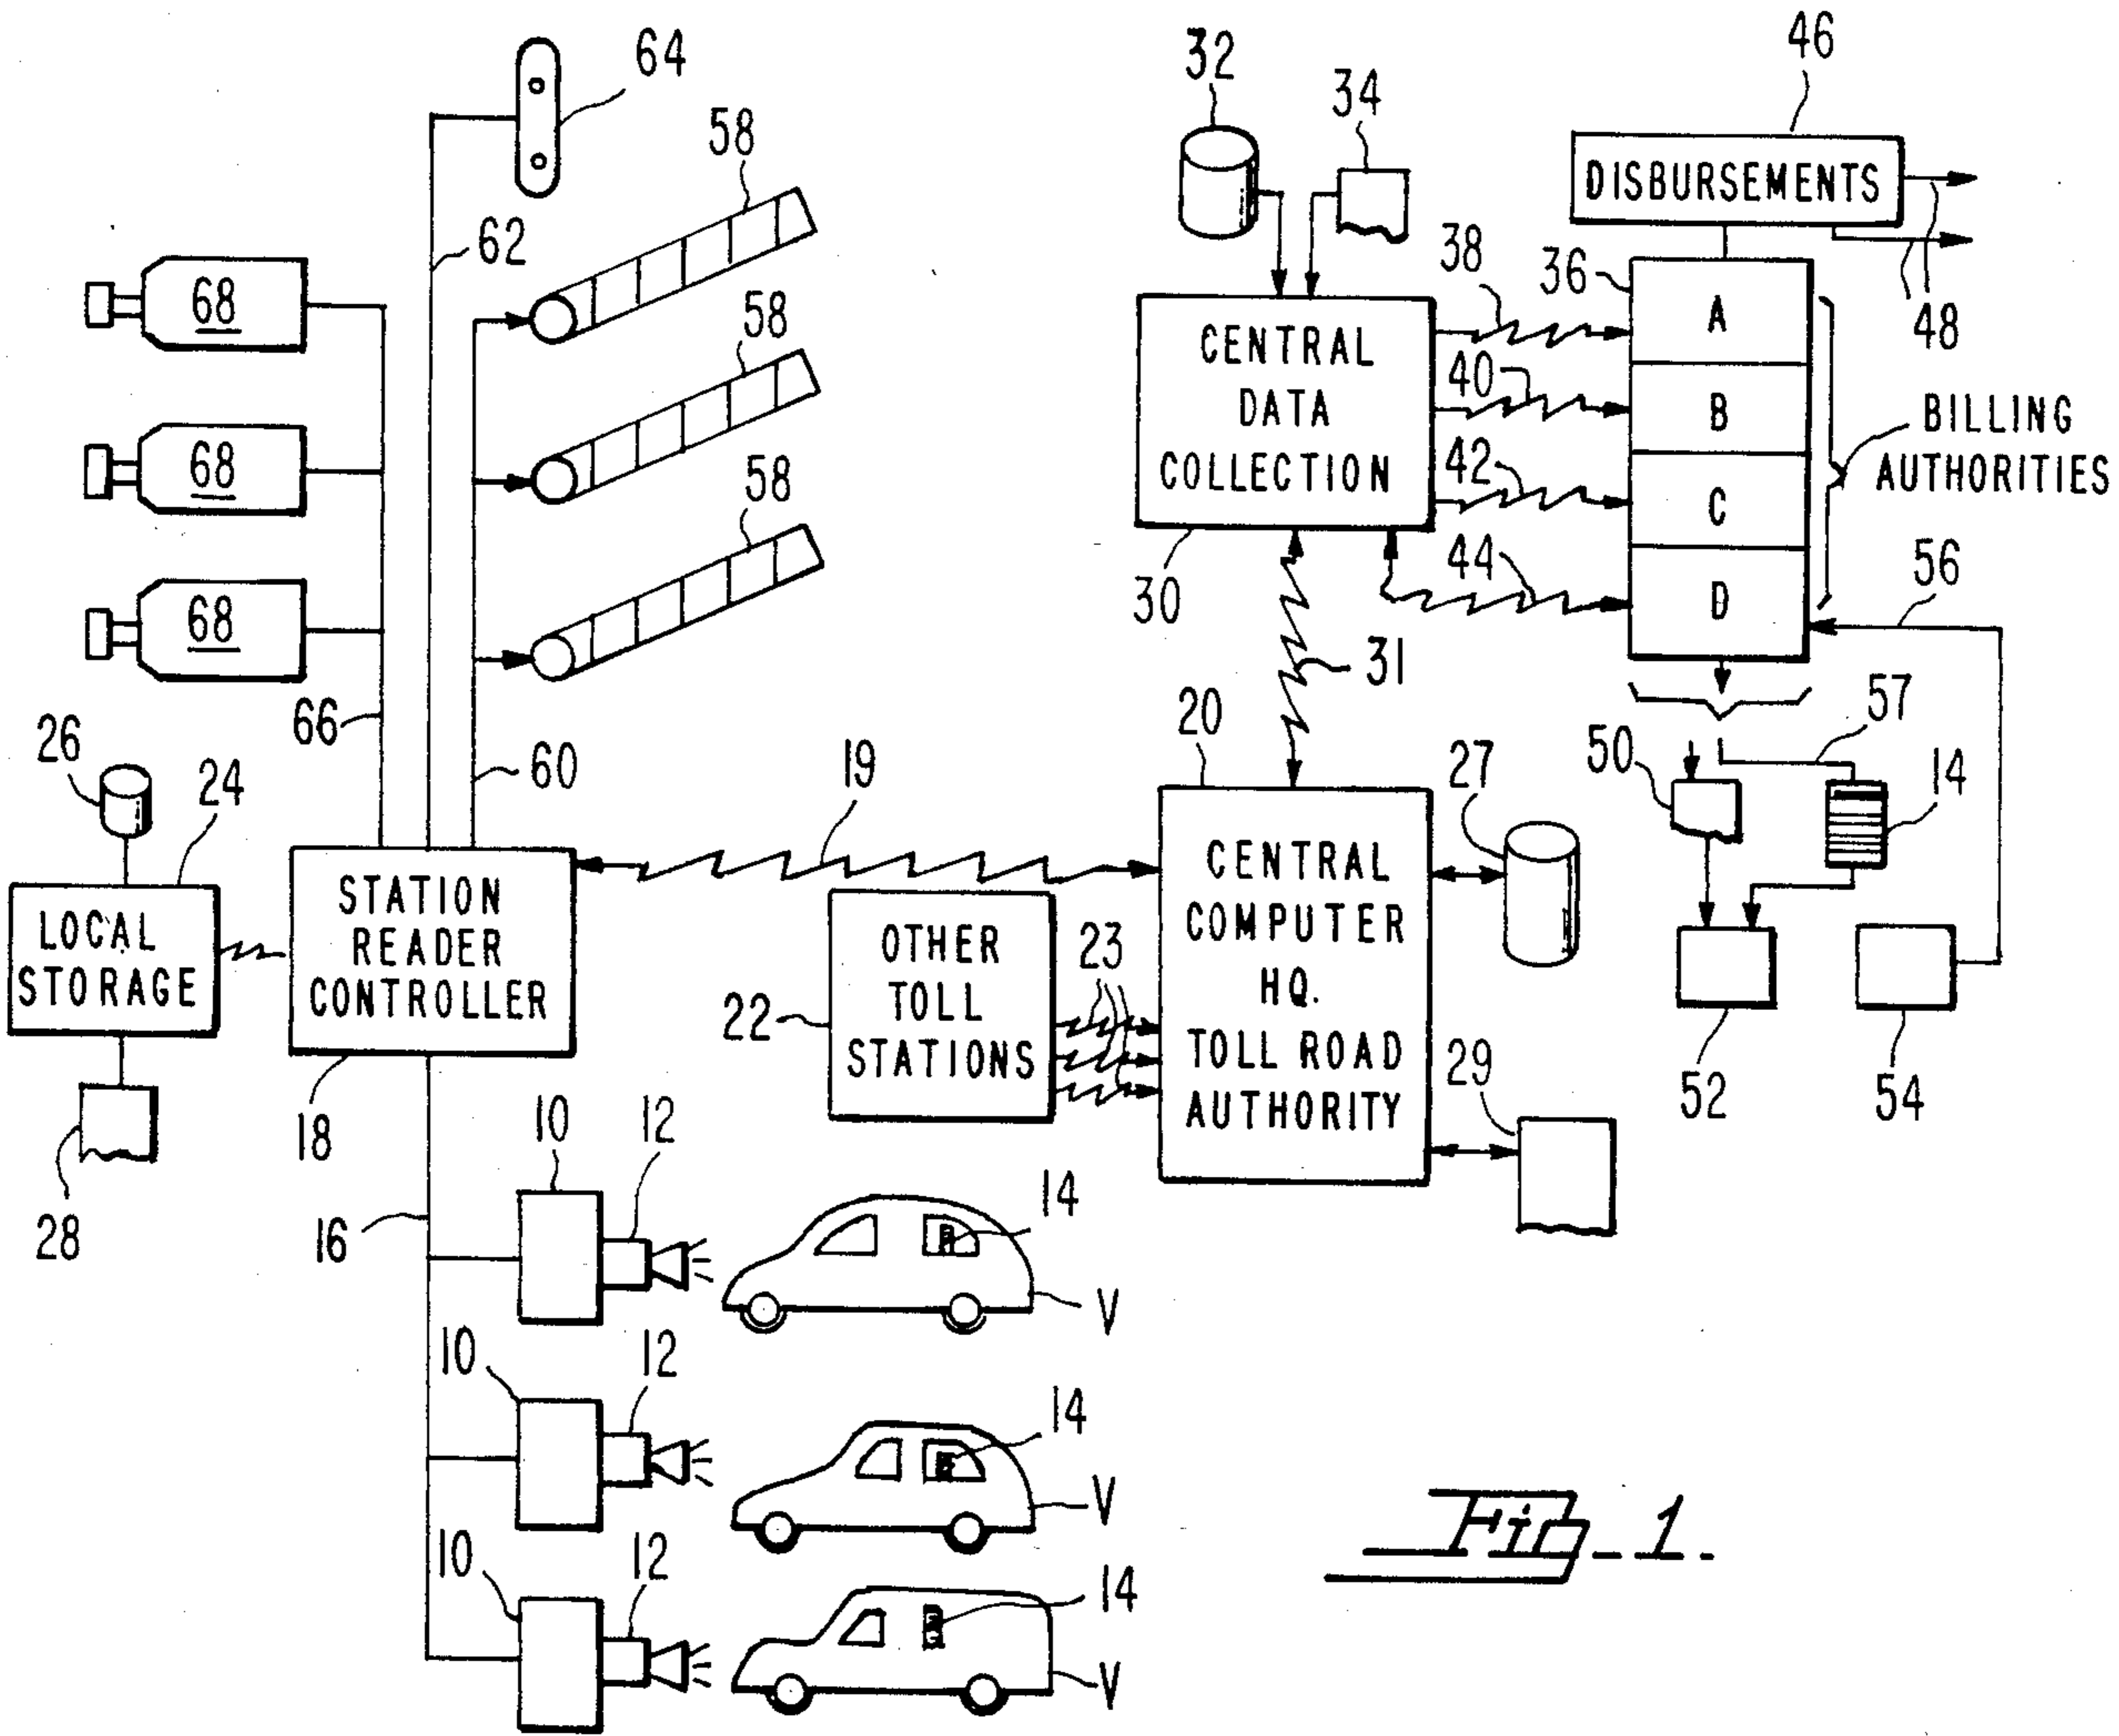 64
32
46
34
58
DISBURSEMENTS
62
38
36
A
48
68
58
CENTRAL
DATA
COLLECTION
40
B
BILLING
AUTHORITIES
68
58
42
C
56
30
44
D
68
31
66
20
57
26
24
60
19
27
50
14
STATION
READER
CONTROLLER
CENTRAL
COMPUTER
HQ.
TOLL ROAD
AUTHORITY
LOCAL
STORAGE
OTHER
TOLL
STATIONS
23
22
29
52
54
18
10
12
14
28
16
V
10
12
14
V
10
12
14
V
Fig. 1.